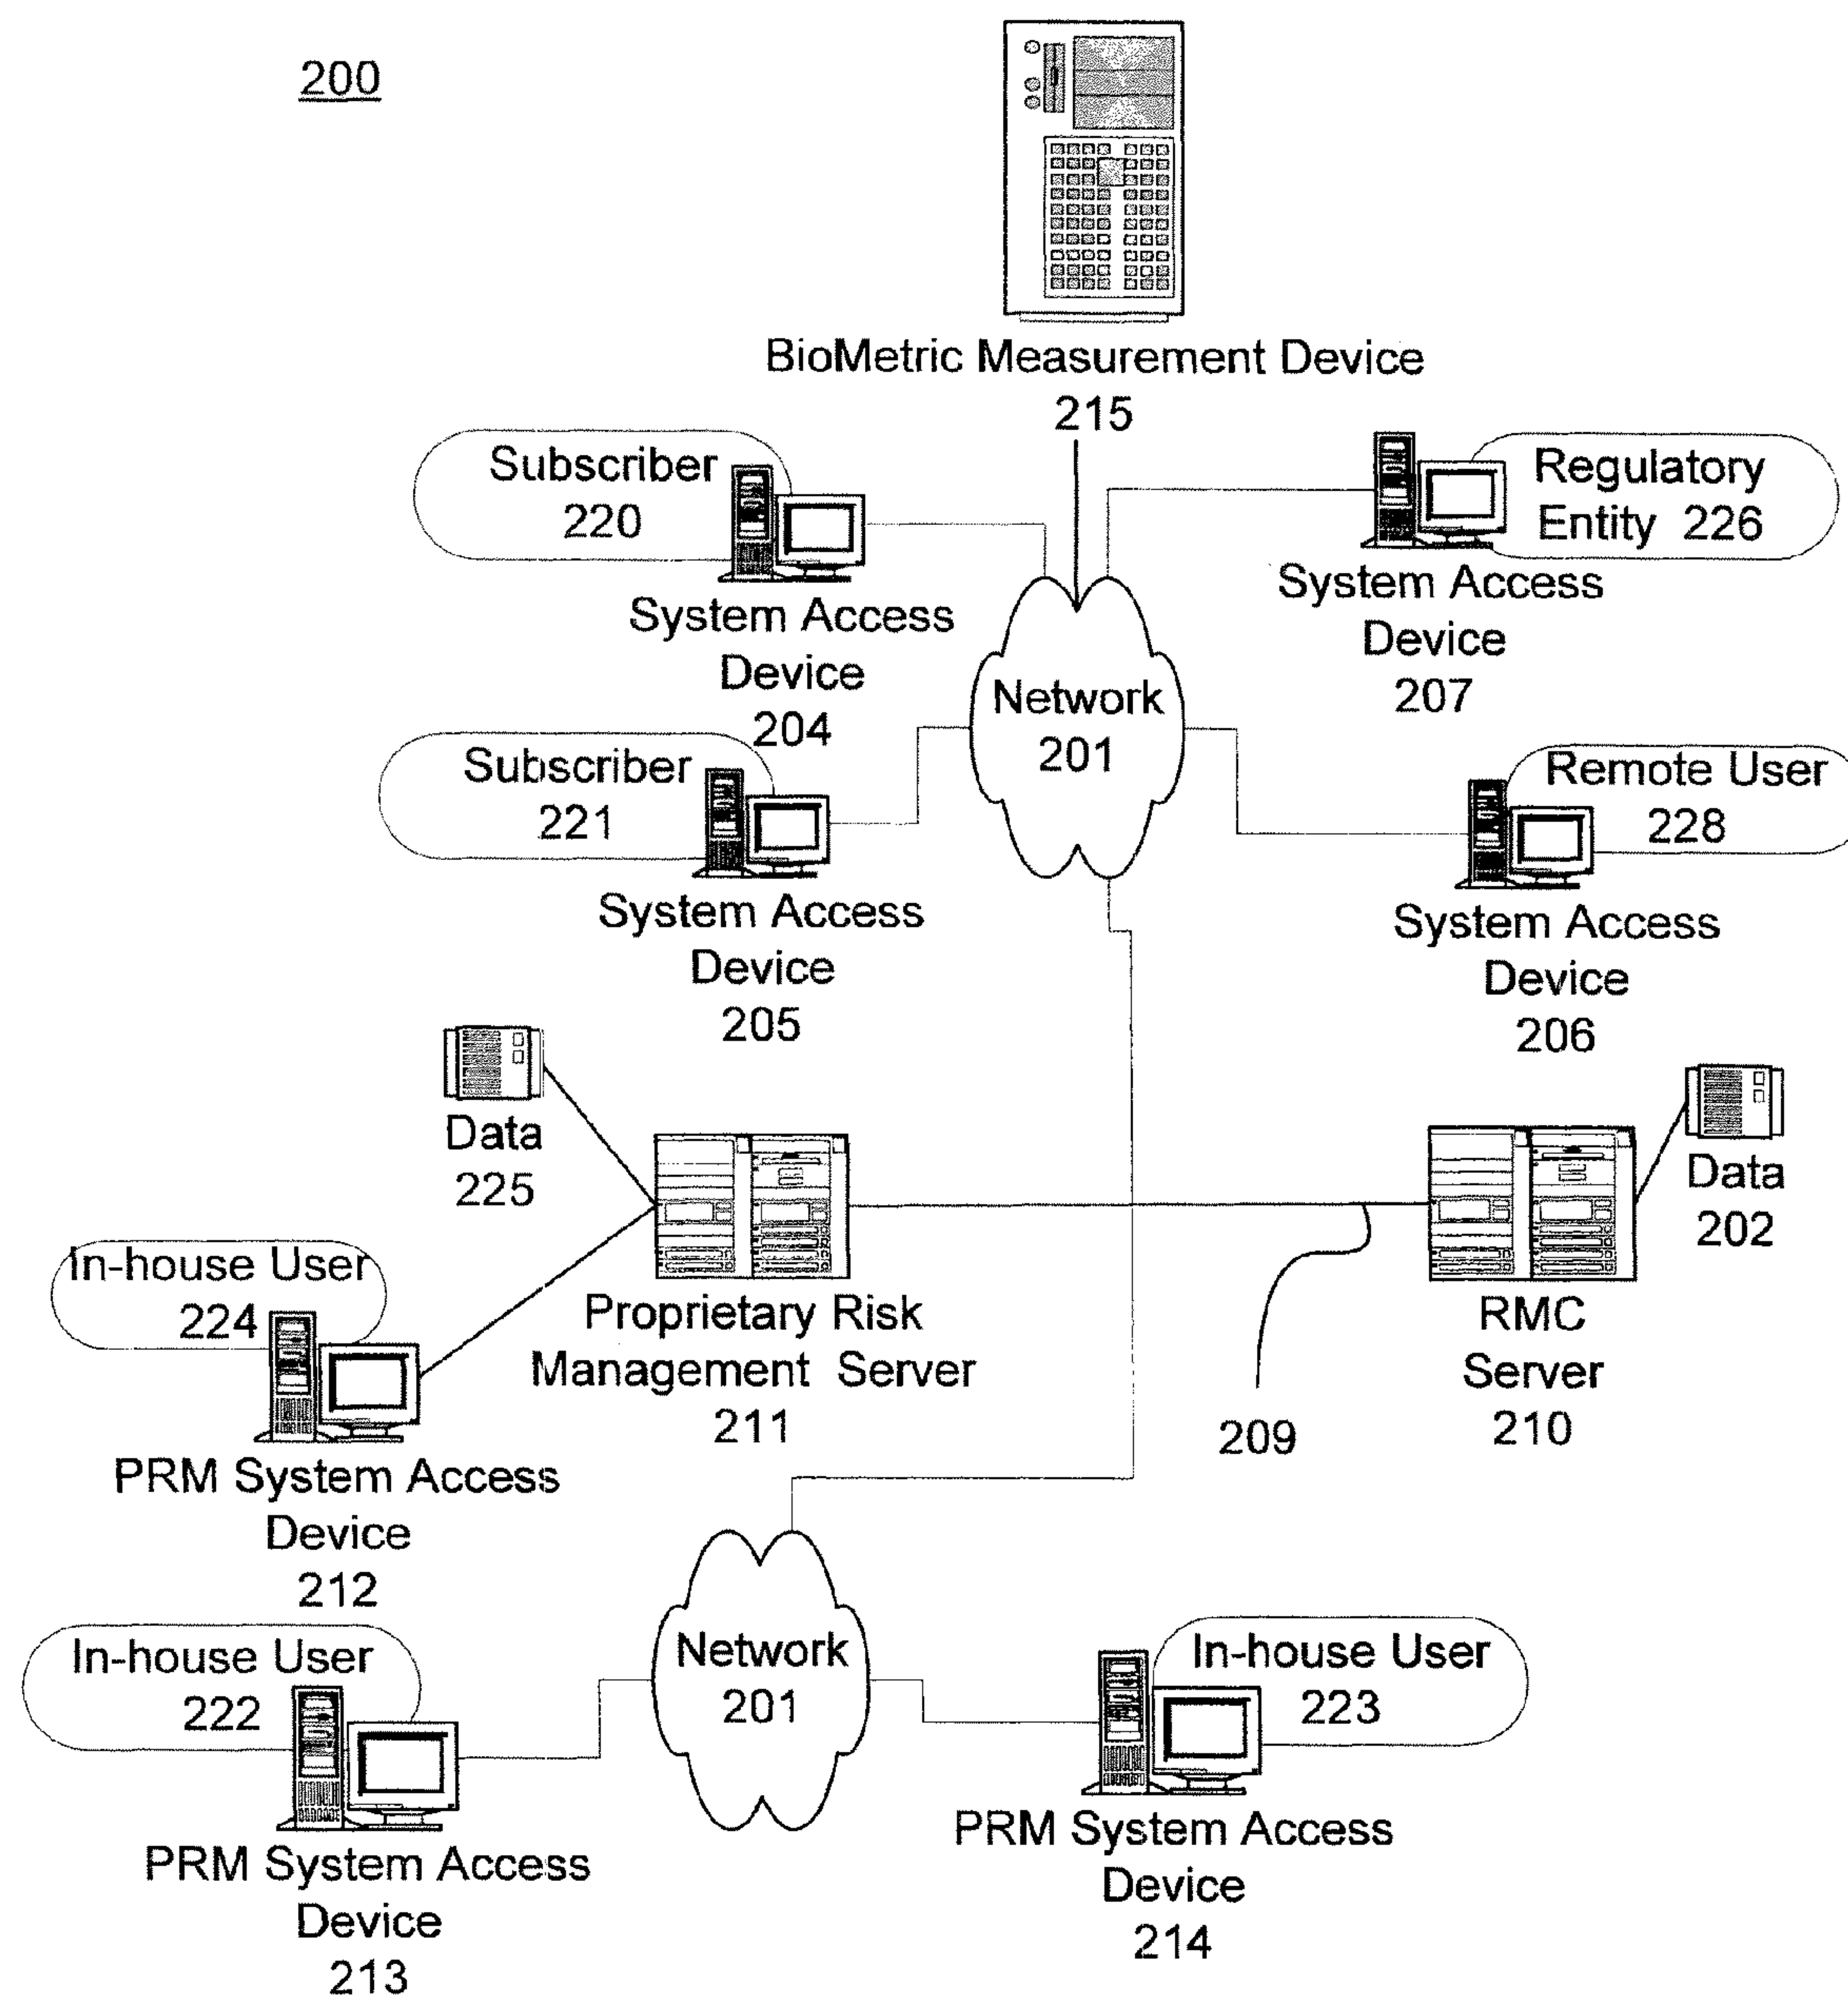 200
BioMetric Measurement Device
215
Subscriber
220
System Access
Device
204
Regulatory
Entity 226
System Access
Device
207
Network
201
Subscriber
221
System Access
Device
205
Remote User
228
System Access
Device
206
Data
225
Data
202
In-house User
224
PRM System Access
Device
212
Proprietary Risk
Management Server
211
209
RMC
Server
210
In-house User
222
PRM System Access
Device
213
Network
201
In-house User
223
PRM System Access
Device
214